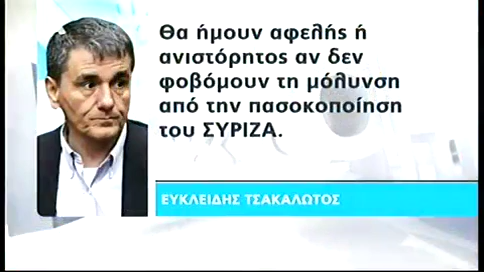 Θα ήμουν αφελής ή
ανιστόρητος αν δεν
φοβόμουν τη μόλυνση
από την πασοκοποίηση
του ΣΥΡΙΖΑ.
ΕΥΚΛΕΙΔΗΣ ΤΣΑΚΑΛΩΤΟΣ